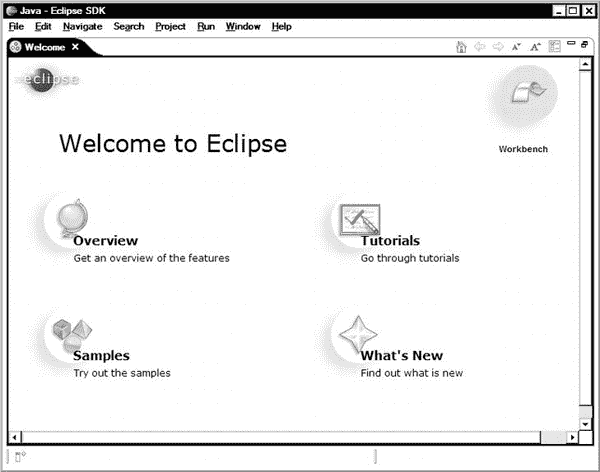 Java - Eclipse SDK
File Edit Navigate Search Project Run Window Help
Welcome
eclipse
Workbench
Welcome to Eclipse
Overview
Get an overview of the features
Tutorials
Go through tutorials
Samples
Try out the samples
What's New
Find out what is new